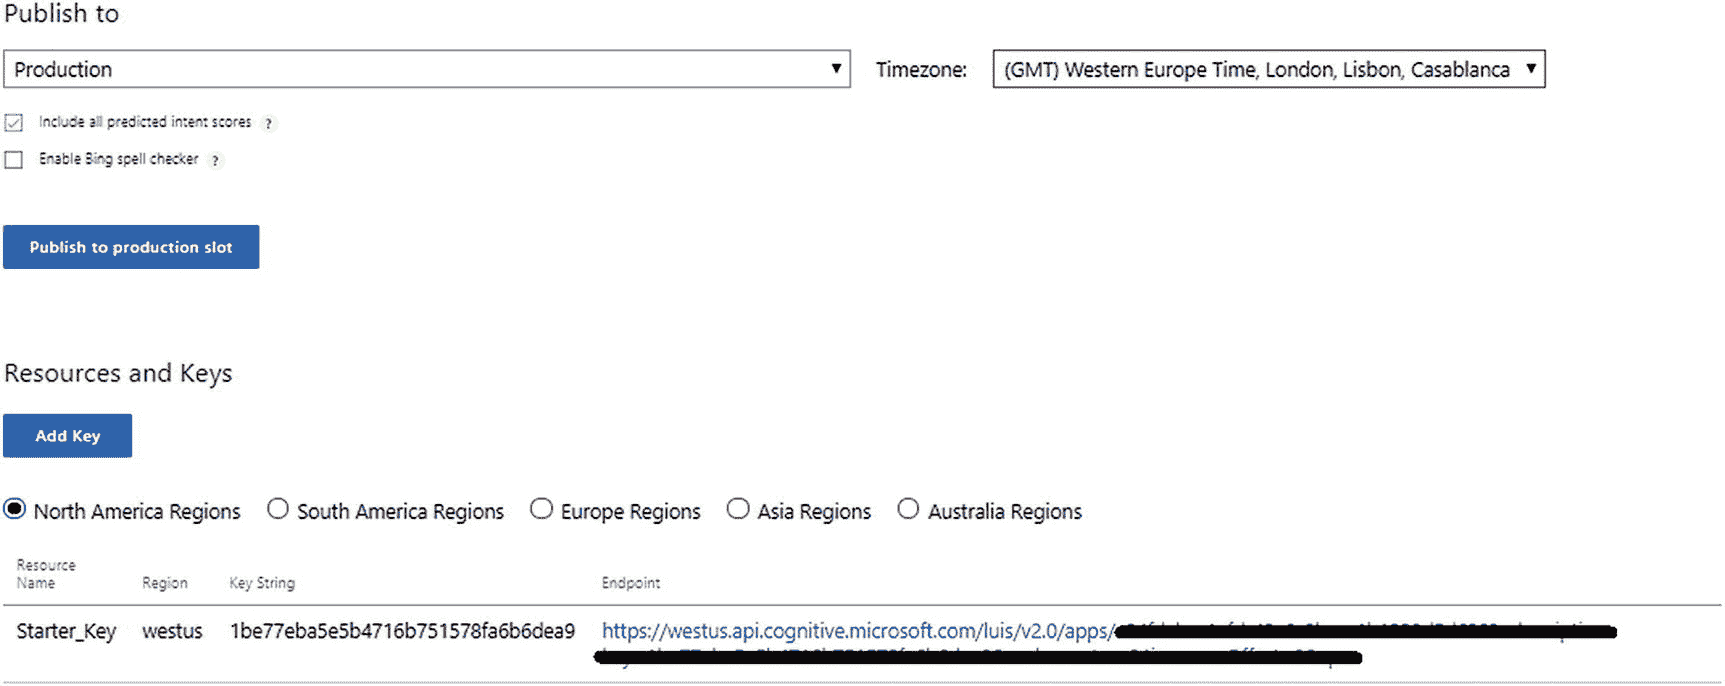 Publish to
Production
Timezone: (GMT) Western Europe Time, London, Lisbon, Casablanca
Include all predicted intent scores ?
Enable Bing spell checker ?
Publish to production slot
Resources and Keys
Add Key
North America Regions South America Regions Europe Regions Asia Regions Australia Regions
Resource
Name Region Key String Endpoint
Starter_Key westus 1be77eba5e5b4716b751578fa6b6dea9 https://westus.api.cognitive.microsoft.com/luis/v2.0/apps/